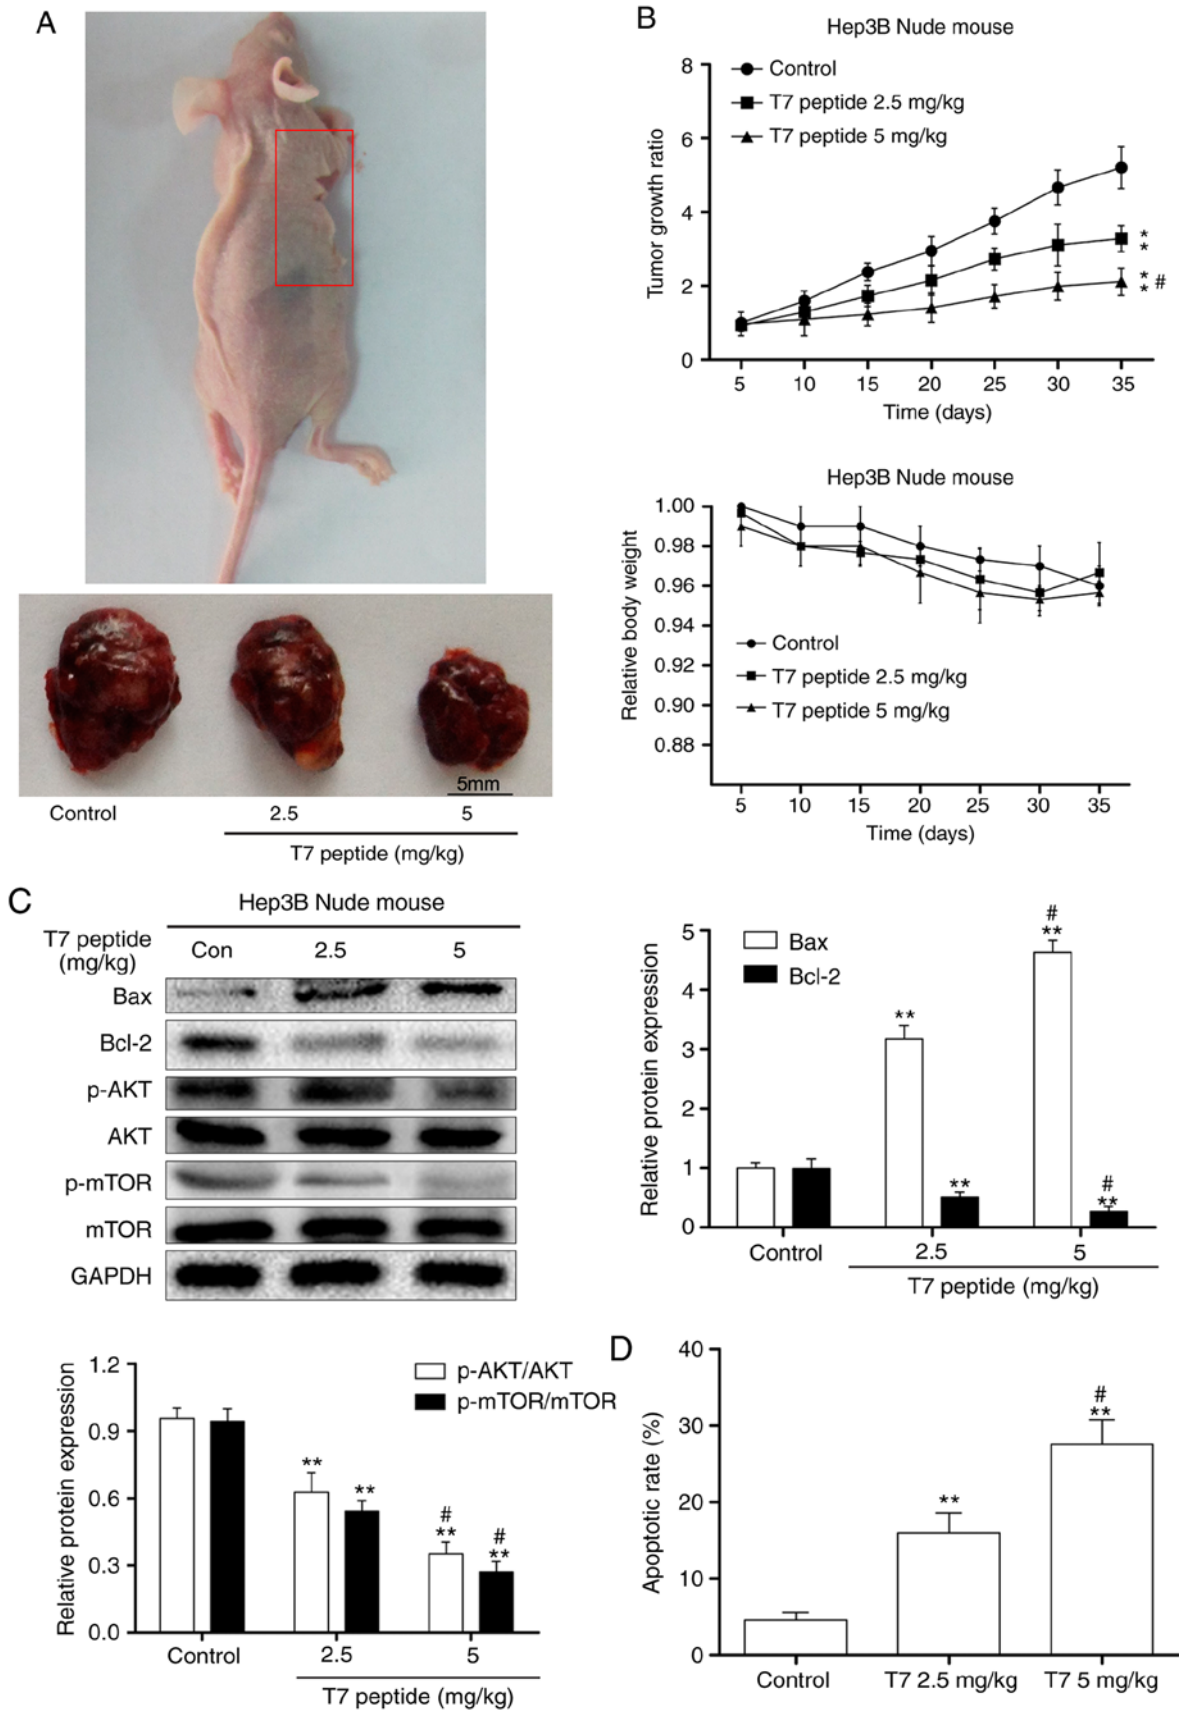 A
5mm
Control
2.5
5
T7 peptide (mg/kg)
B
Hep3B Nude mouse
Control
T7 peptide 2.5 mg/kg
T7 peptide 5 mg/kg
Tumor growth ratio
8
6
4
2
0
*
*
*
* #
5 10 15 20 25 30 35
Time (days)
Hep3B Nude mouse
Relative body weight
1.00
0.98
0.96
0.94
0.92
0.90
0.88
Control
T7 peptide 2.5 mg/kg
T7 peptide 5 mg/kg
5 10 15 20 25 30 35
Time (days)
C
Hep3B Nude mouse
T7 peptide
(mg/kg)
Con 2.5 5
Bax
Bcl-2
p-AKT
AKT
p-mTOR
mTOR
GAPDH
Relative protein expression
5
4
3
2
1
0
Bax
Bcl-2
**
**
#
**
#
**
Control 2.5 5
T7 peptide (mg/kg)
Relative protein expression
1.2
0.9
0.6
0.3
0.0
p-AKT/AKT
p-mTOR/mTOR
**
**
#
**
#
**
Control 2.5 5
T7 peptide (mg/kg)
D
Apoptotic rate (%)
40
30
20
10
0
**
#
**
Control T7 2.5 mg/kg T7 5 mg/kg